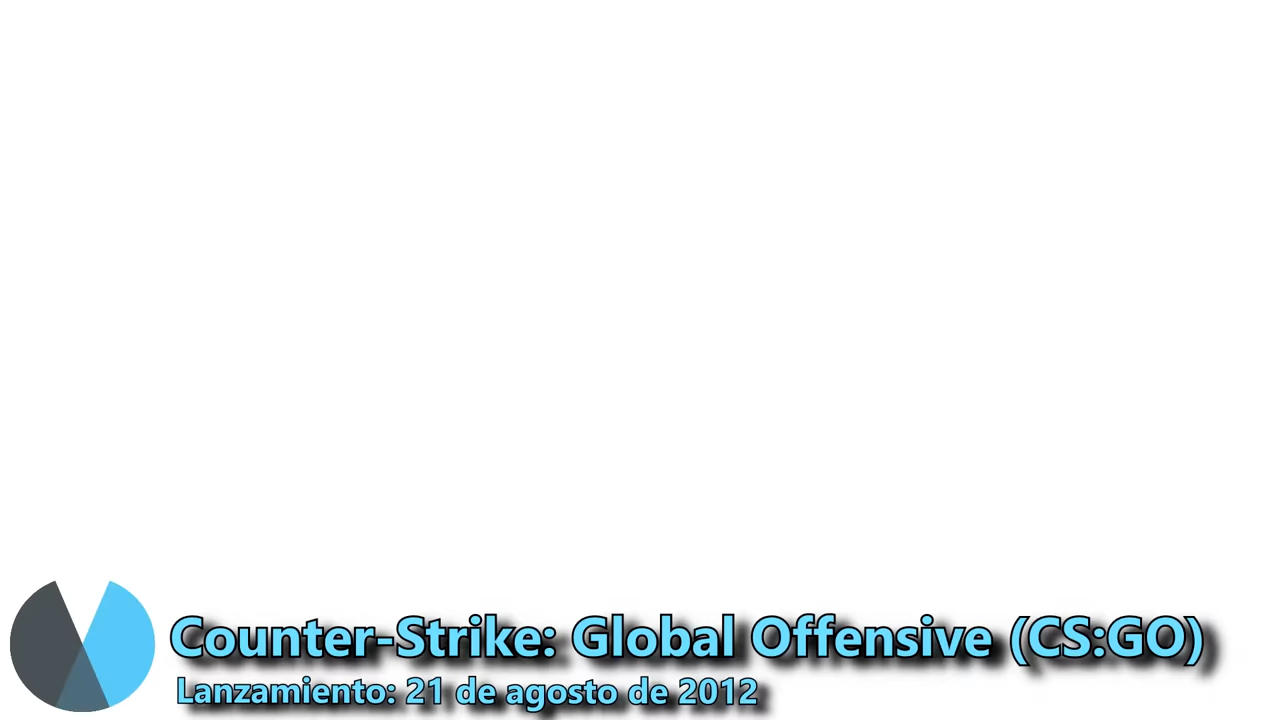 Counter-Strike: Global Offensive (CS:GO)
Lanzamiento: 21 de agosto de 2012